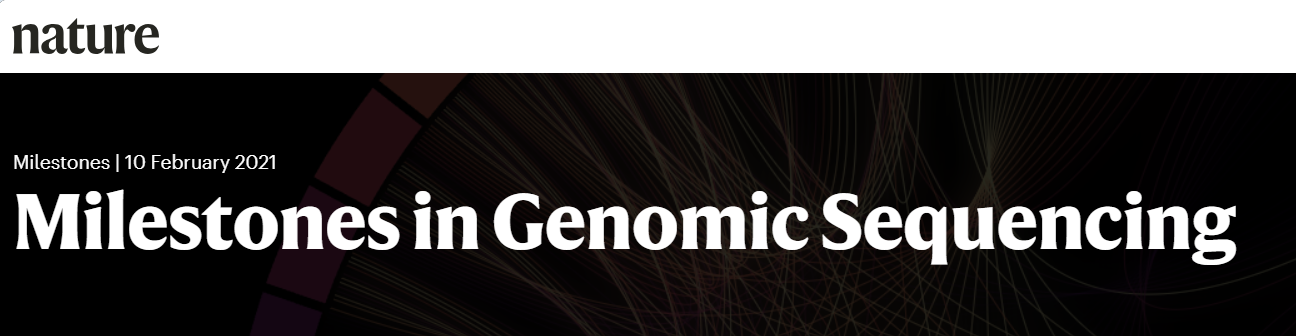 nature
Milestones | 10 February 2021
Milestones in Genomic Sequencing